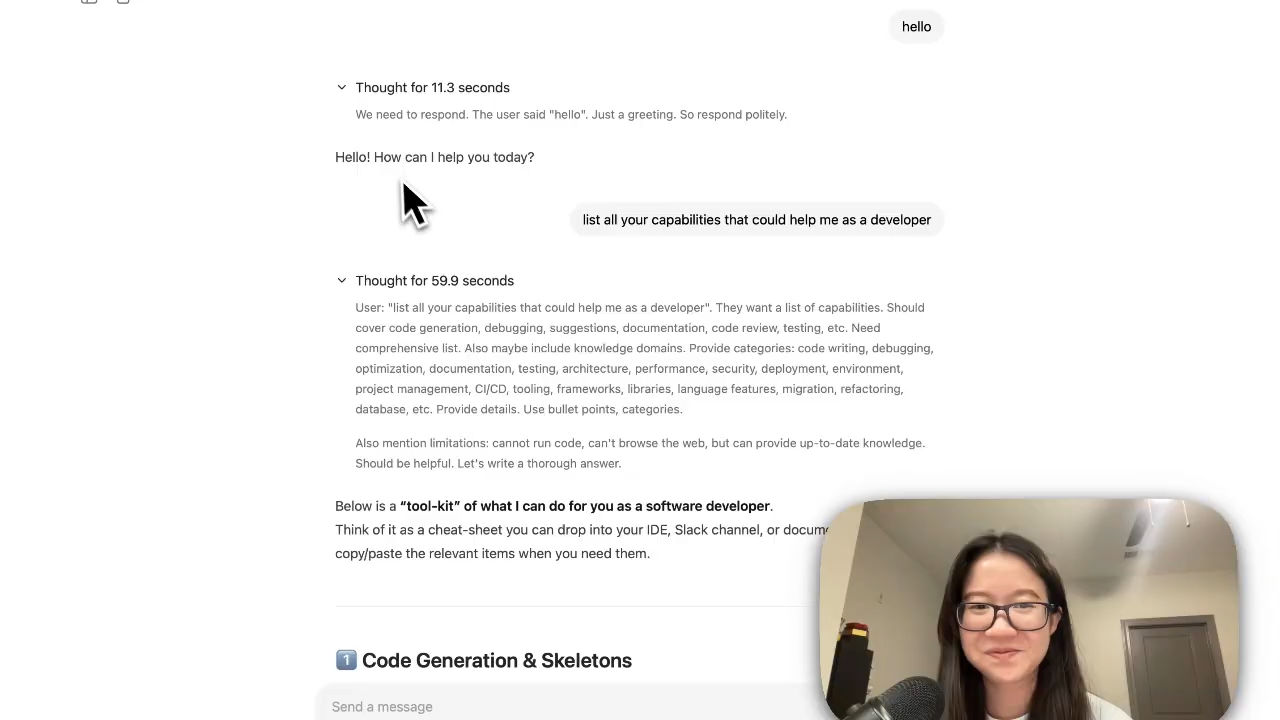 hello
Thought for 11.3 seconds
We need to respond. The user said "hello". Just a greeting. So respond politely.
Hello! How can I help you today?
list all your capabilities that could help me as a developer
Thought for 59.9 seconds
User: "list all your capabilities that could help me as a developer". They want a list of capabilities. Should
cover code generation, debugging, suggestions, documentation, code review, testing, etc. Need
comprehensive list. Also maybe include knowledge domains. Provide categories: code writing, debugging,
optimization, documentation, testing, architecture, performance, security, deployment, environment,
project management, CI/CD, tooling, frameworks, libraries, language features, migration, refactoring,
database, etc. Provide details. Use bullet points, categories.
Also mention limitations: cannot run code, can't browse the web, but can provide up-to-date knowledge.
Should be helpful. Let's write a thorough answer.
Below is a “tool-kit” of what I can do for you as a software developer.
Think of it as a cheat-sheet you can drop into your IDE, Slack channel, or
copy/paste the relevant items when you need them.
1 Code Generation & Skeletons
Send a message